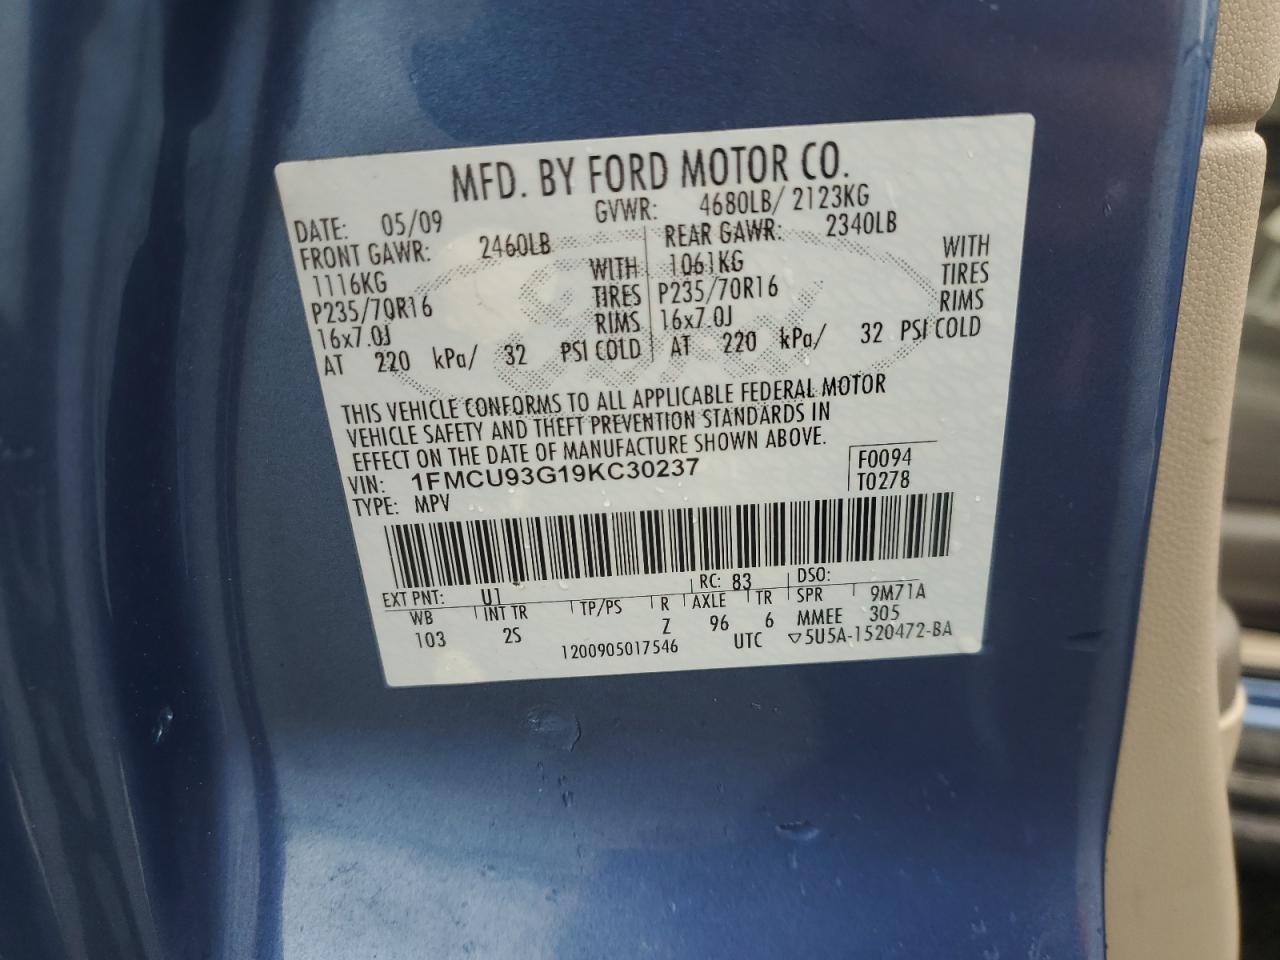 MFD. BY FORD MOTOR CO.
DATE: 05/09 GVWR: 4680LB/ 2123KG
FRONT GAWR: 2460LB REAR GAWR: 2340LB
1116KG WITH 1061KG WITH
P235/70R16 TIRES P235/70R16 TIRES
16x7.0J RIMS 16x7.0J RIMS
AT 220 kPa/ 32 PSI COLD AT 220 kPa/ 32 PSI COLD
THIS VEHICLE CONFORMS TO ALL APPLICABLE FEDERAL MOTOR
VEHICLE SAFETY AND THEFT PREVENTION STANDARDS IN
EFFECT ON THE DATE OF MANUFACTURE SHOWN ABOVE.
VIN: 1FMCU93G19KC30237 F0094
TYPE: MPV T0278
EXT PNT: U1 RC: 83 DSO:
WB INT TR TP/PS R AXLE TR SPR 9M71A
103 2S Z 96 6 MMEE 305
1200905017546 UTC ▽5U5A-1520472-BA
Ford